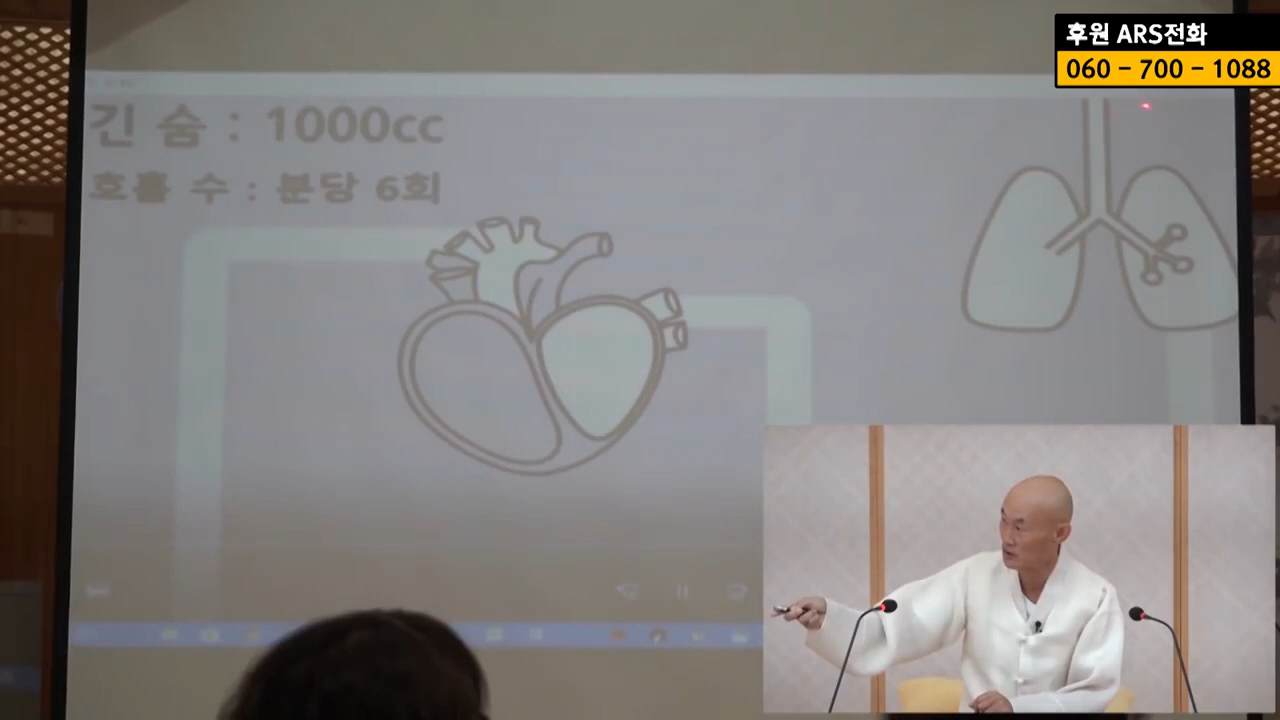 후원 ARS전화
060 - 700 - 1088
긴 숨 : 1000cc
호흡 수 : 분당 6회